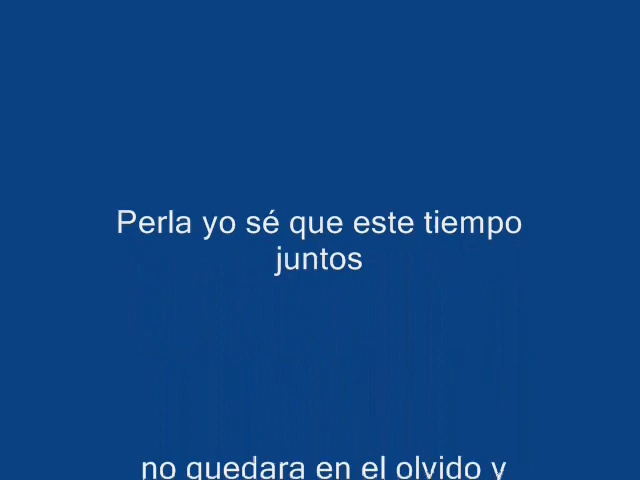 Perla yo sé que este tiempo
juntos
no quedara en el olvido y